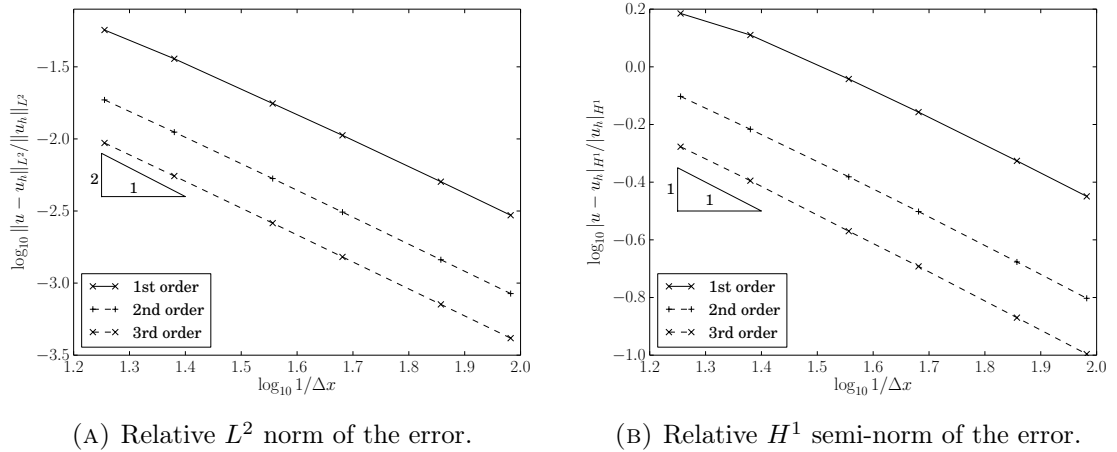 −1.5
−2.0
−2.5
−3.0
−3.5
1.2 1.3 1.4 1.5 1.6 1.7 1.8 1.9 2.0
log₁₀ 1/Δx
log₁₀ ||u − u_h||_{L²}/||u_h||_{L²}
2
1
1st order
2nd order
3rd order
(A) Relative L² norm of the error.
0.2
0.0
−0.2
−0.4
−0.6
−0.8
−1.0
1.2 1.3 1.4 1.5 1.6 1.7 1.8 1.9 2.0
log₁₀ 1/Δx
log₁₀ |u − u_h|_{H¹}/|u_h|_{H¹}
1
1
1st order
2nd order
3rd order
(B) Relative H¹ semi-norm of the error.